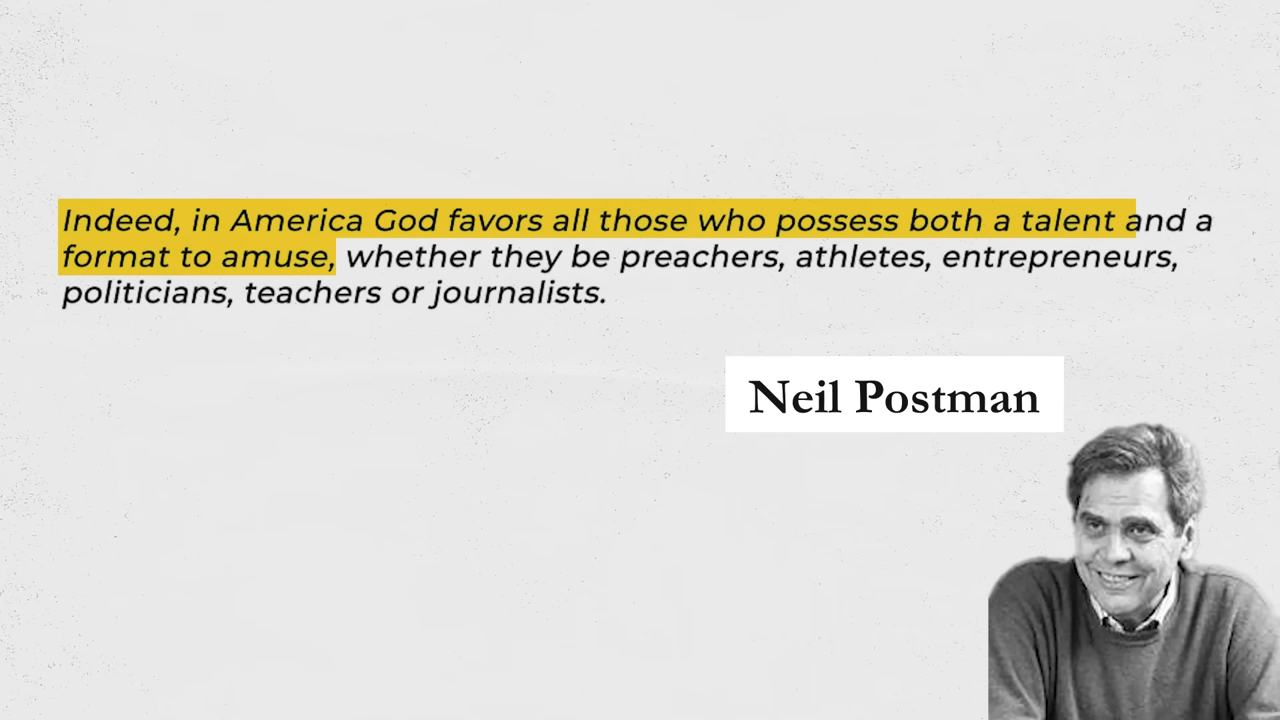 Indeed, in America God favors all those who possess both a talent and a
format to amuse, whether they be preachers, athletes, entrepreneurs,
politicians, teachers or journalists.
Neil Postman